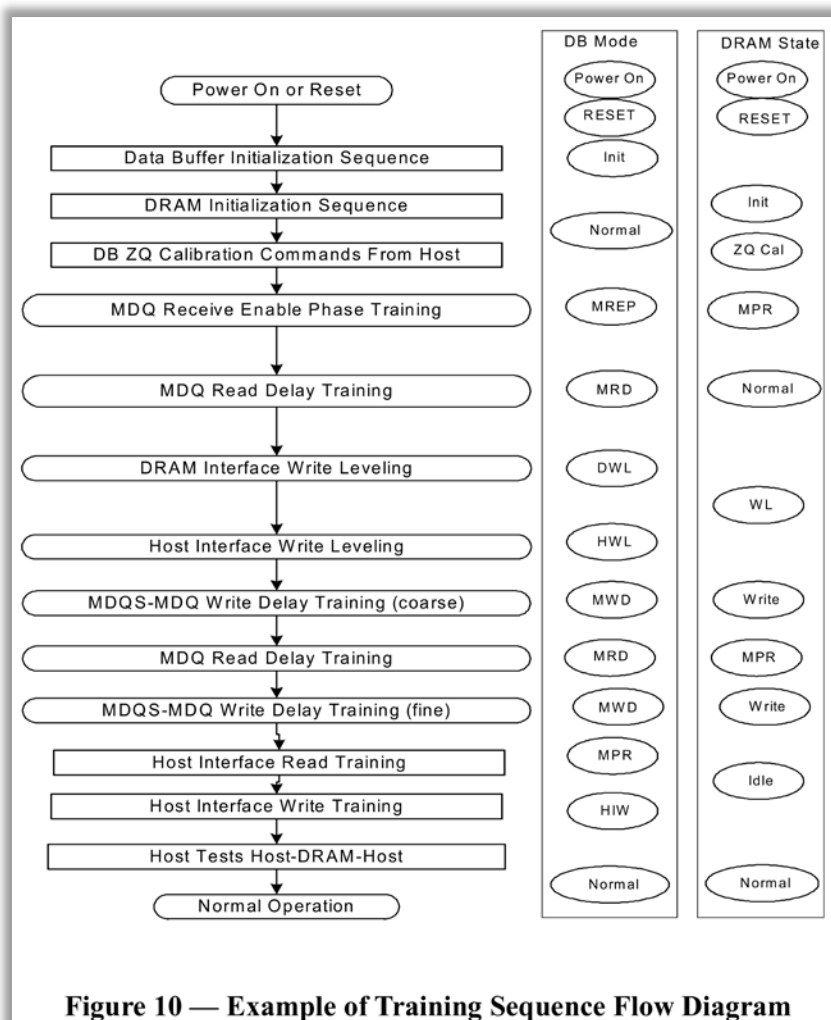 Power On or Reset
Data Buffer Initialization Sequence
DRAM Initialization Sequence
DB ZQ Calibration Commands From Host
MDQ Receive Enable Phase Training
MDQ Read Delay Training
DRAM Interface Write Leveling
Host Interface Write Leveling
MDQS-MDQ Write Delay Training (coarse)
MDQ Read Delay Training
MDQS-MDQ Write Delay Training (fine)
Host Interface Read Training
Host Interface Write Training
Host Tests Host-DRAM-Host
Normal Operation
DB Mode
Power On
RESET
Init
Normal
MREP
MRD
DWL
HWL
MWD
MRD
MWD
MPR
HIW
Normal
DRAM State
Power On
RESET
Init
ZQ Cal
MPR
Normal
WL
Write
MPR
Write
Idle
Normal
Figure 10 — Example of Training Sequence Flow Diagram